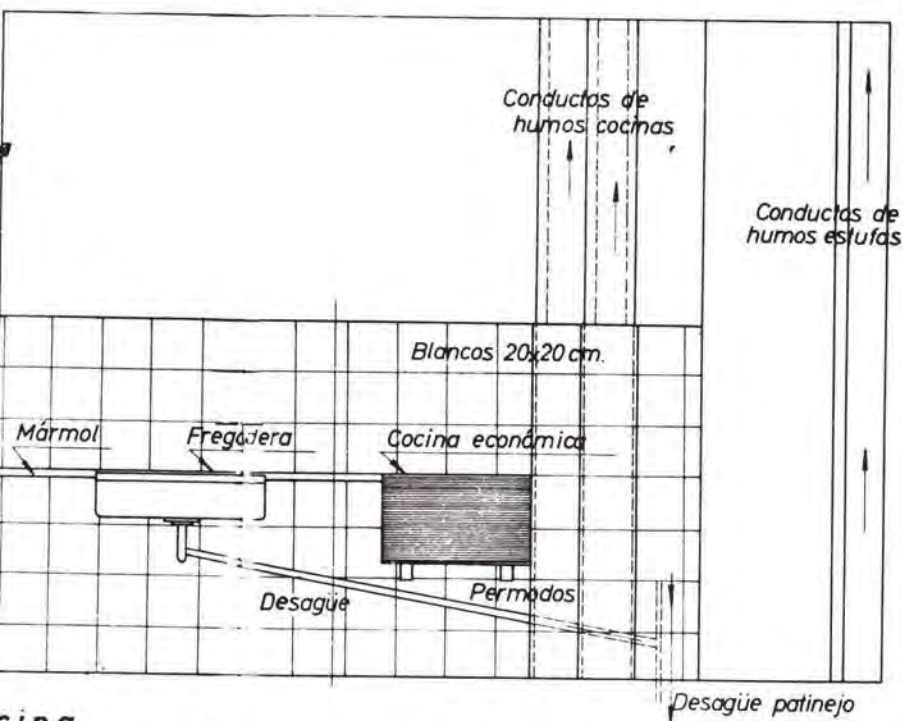 Conductos de
humos cocinas
Conductos de
humos estufas
Blancos 20x20 cm.
Mármol
Fregadera
Cocina económica
Desagüe
Permodos
Desagüe patinejo